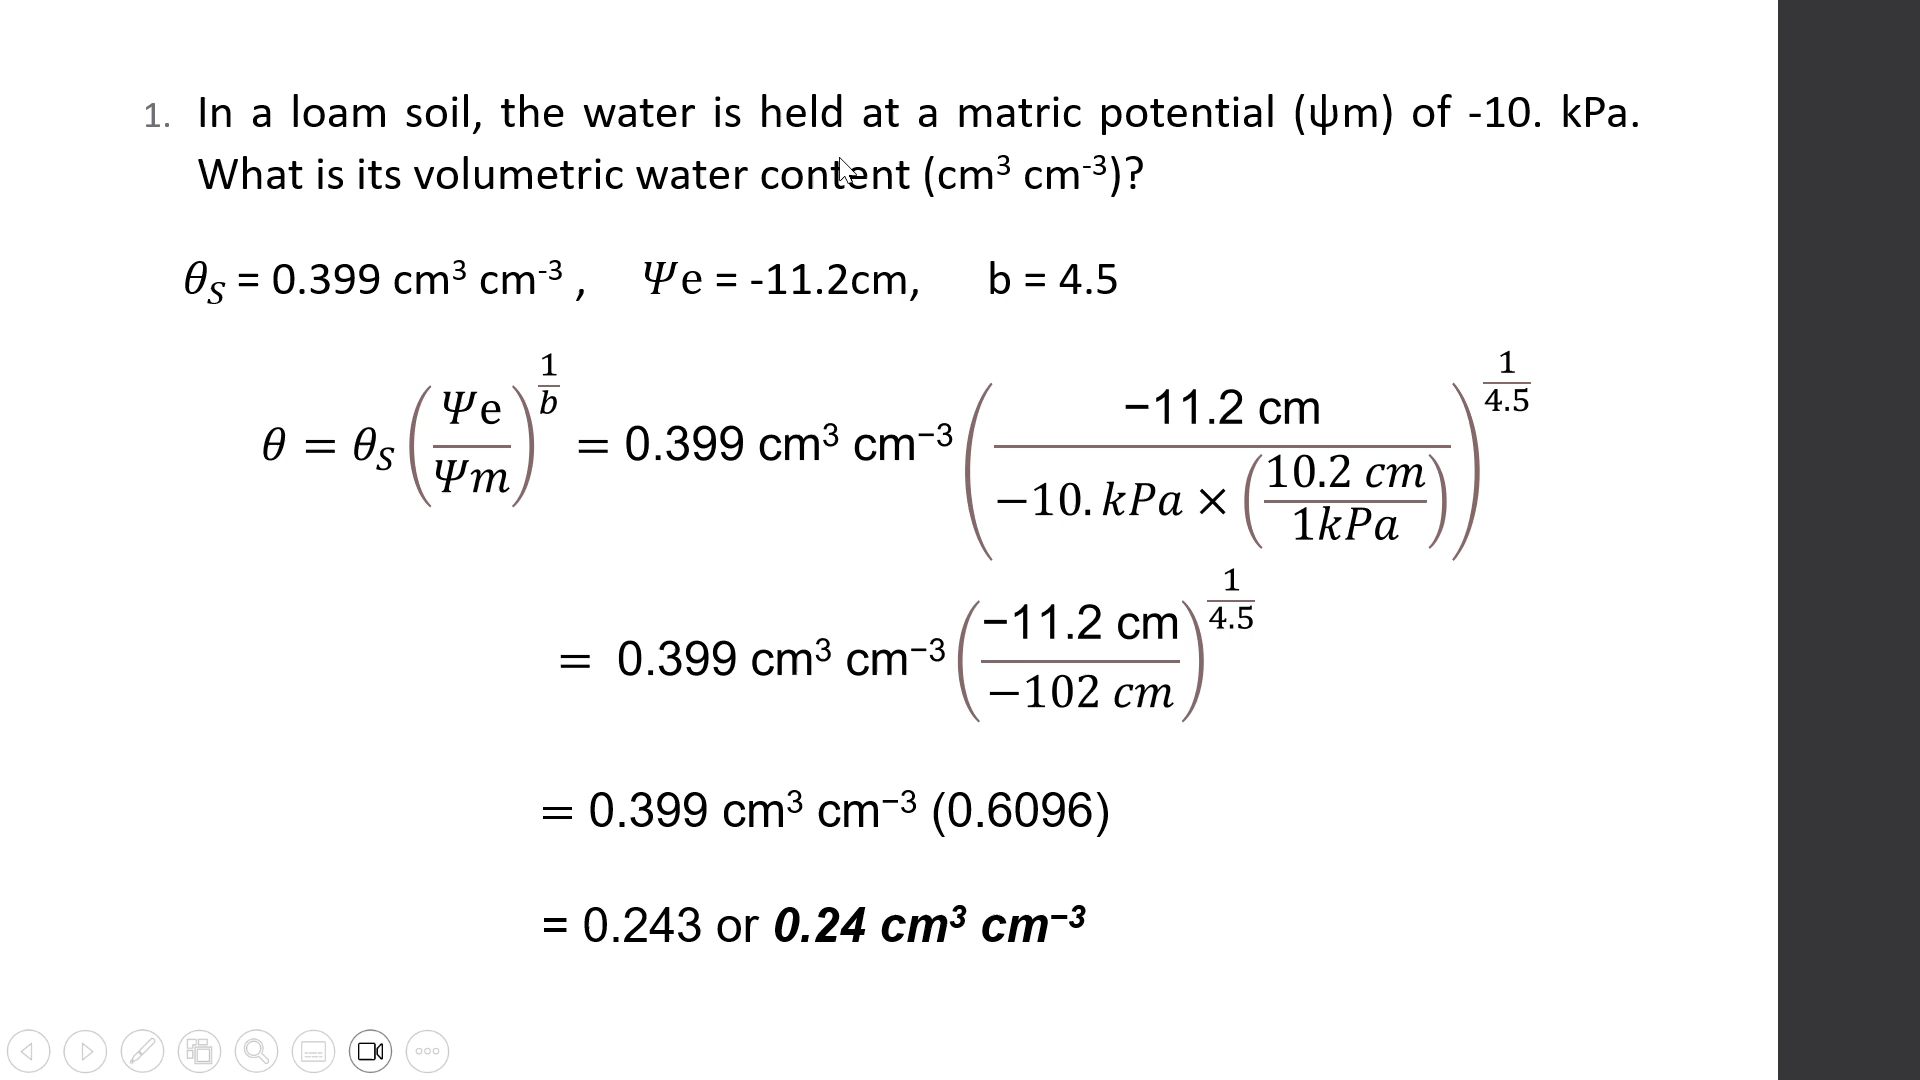 1. In a loam soil, the water is held at a matric potential (ψm) of -10. kPa.
What is its volumetric water content (cm³ cm⁻³)?
θ_S = 0.399 cm³ cm⁻³ , Ψe = -11.2cm, b = 4.5
θ = θ_S (Ψe / Ψm)^(1/b) = 0.399 cm³ cm⁻³ (−11.2 cm / −10. kPa × (10.2 cm / 1kPa))^(1/4.5)
= 0.399 cm³ cm⁻³ (−11.2 cm / −102 cm)^(1/4.5)
= 0.399 cm³ cm⁻³ (0.6096)
= 0.243 or 0.24 cm³ cm⁻³